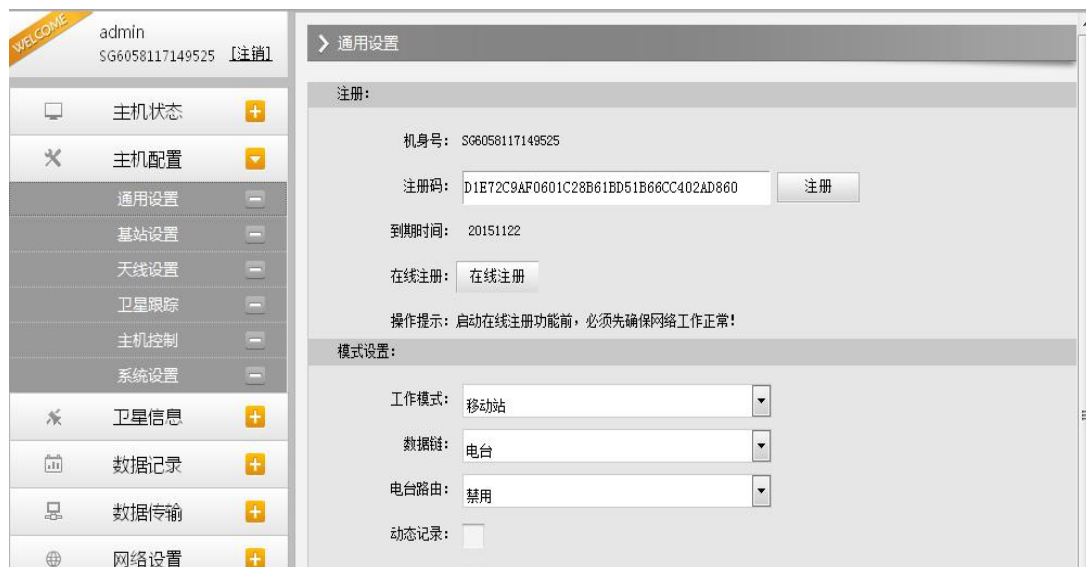 WELCOME
admin
SG6058117149525 [注销]
主机状态
主机配置
通用设置
基站设置
天线设置
卫星跟踪
主机控制
系统设置
卫星信息
数据记录
数据传输
网络设置
通用设置
注册:
机身号: SG6058117149525
注册码: D1E72C9AF0601C28B61BD51B66CC402AD860 注册
到期时间: 20151122
在线注册: 在线注册
操作提示: 启动在线注册功能前，必须先确保网络工作正常!
模式设置:
工作模式: 移动站
数据链: 电台
电台路由: 禁用
动态记录: